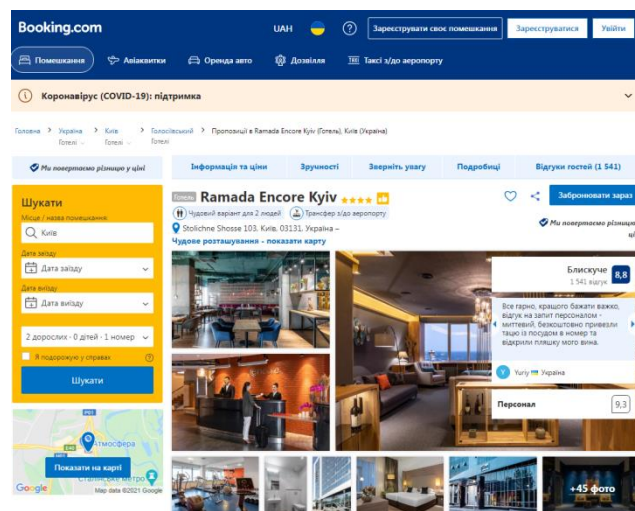 Booking.com
UAH
Зареєструвати своє помешкання
Зареєструватися
Увійти
Помешкання
Авіаквитки
Оренда авто
Дозвілля
Таксі з/до аеропорту
Коронавірус (COVID-19): підтримка
Головна > Україна > Київ > Голосіївський > Пропозиції в Ramada Encore Kyiv (Готель), Київ (Україна)
Готелі Готелі Готелі
Ми повертаємо різницю у ціні
Інформація та ціни
Зручності
Зверніть увагу
Подробиці
Відгуки гостей (1 541)
Шукати
Місце / назва помешкання:
Київ
Дата заїзду
Дата заїзду
Дата виїзду
Дата виїзду
2 дорослих · 0 дітей · 1 номер
Я подорожую у справах
Шукати
Готель Ramada Encore Kyiv
Забронювати зараз
Чудовий варіант для 2 людей
Трансфер з/до аеропорту
Stolichne Shosse 103, Київ, 03131, Україна –
Чудове розташування - показати карту
Ми повертаємо різницю
ці
Блискуче
1 541 відгук
8,8
Все гарно, кращого бажати важко,
відгук на запит персоналом -
миттєвий, безкоштовно привезли
тацю із посудом в номер та
відкрили пляшку мого вина.
Y Yuriy Україна
Персонал
9,3
+45 фото
Атмосфера
Показати на карті
Google
Map data ©2021 Google